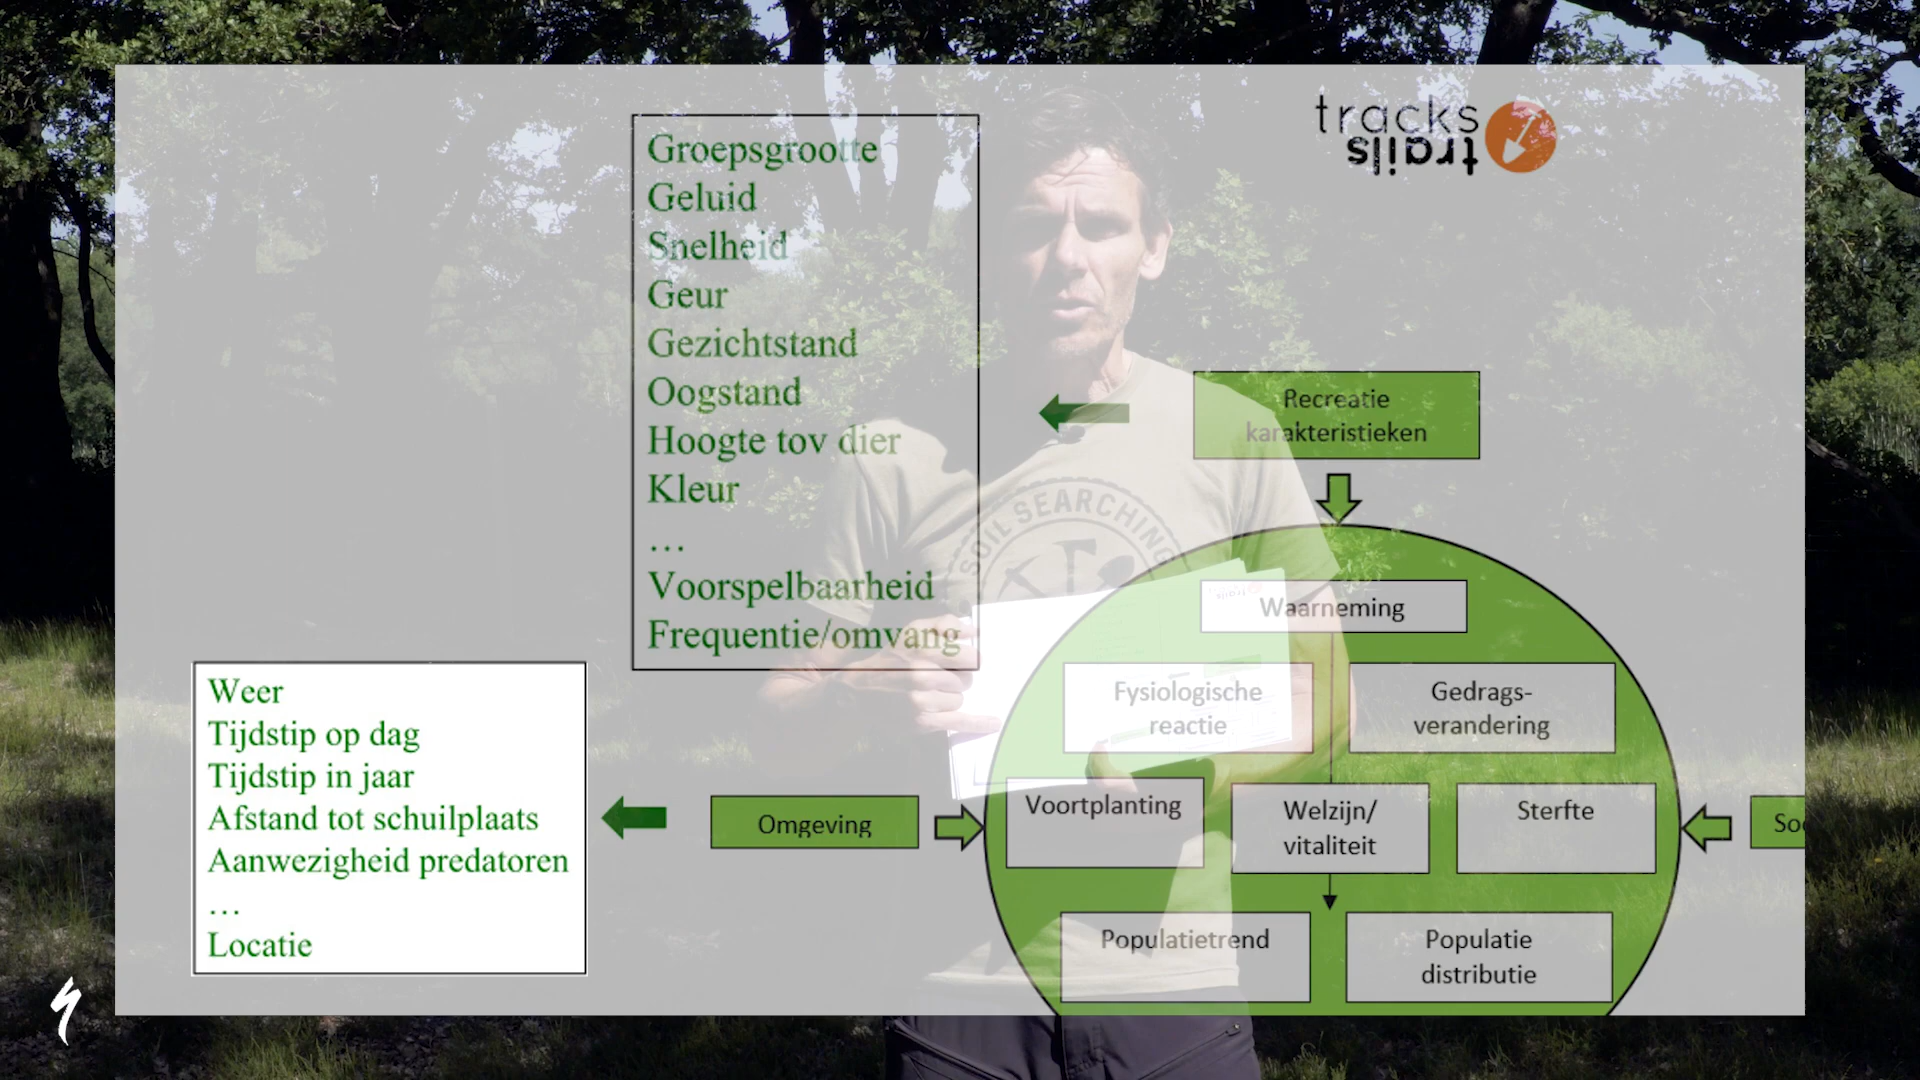 tracks
trails
Groepsgrootte
Geluid
Snelheid
Geur
Gezichtstand
Oogstand
Hoogte tov dier
Kleur
...
Voorspelbaarheid
Frequentie/omvang
Recreatie
karakteristieken
SOIL SEARCHING
Waarneming
Fysiologische
reactie
Gedrags-
verandering
Weer
Tijdstip op dag
Tijdstip in jaar
Afstand tot schuilplaats
Aanwezigheid predatoren
...
Locatie
Omgeving
Voortplanting
Welzijn/
vitaliteit
Sterfte
Populatietrend
Populatie
distributie